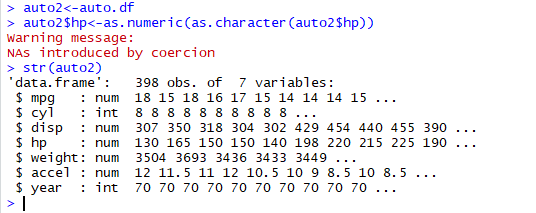 > auto2<-auto.df
> auto2$hp<-as.numeric(as.character(auto2$hp))
Warning message:
NAs introduced by coercion
> str(auto2)
'data.frame':   398 obs. of  7 variables:
 $ mpg   : num  18 15 18 16 17 15 14 14 14 15 ...
 $ cyl   : int  8 8 8 8 8 8 8 8 8 8 ...
 $ disp  : num  307 350 318 304 302 429 454 440 455 390 ...
 $ hp    : num  130 165 150 150 140 198 220 215 225 190 ...
 $ weight: num  3504 3693 3436 3433 3449 ...
 $ accel : num  12 11.5 11 12 10.5 10 9 8.5 10 8.5 ...
 $ year  : int  70 70 70 70 70 70 70 70 70 70 ...
>